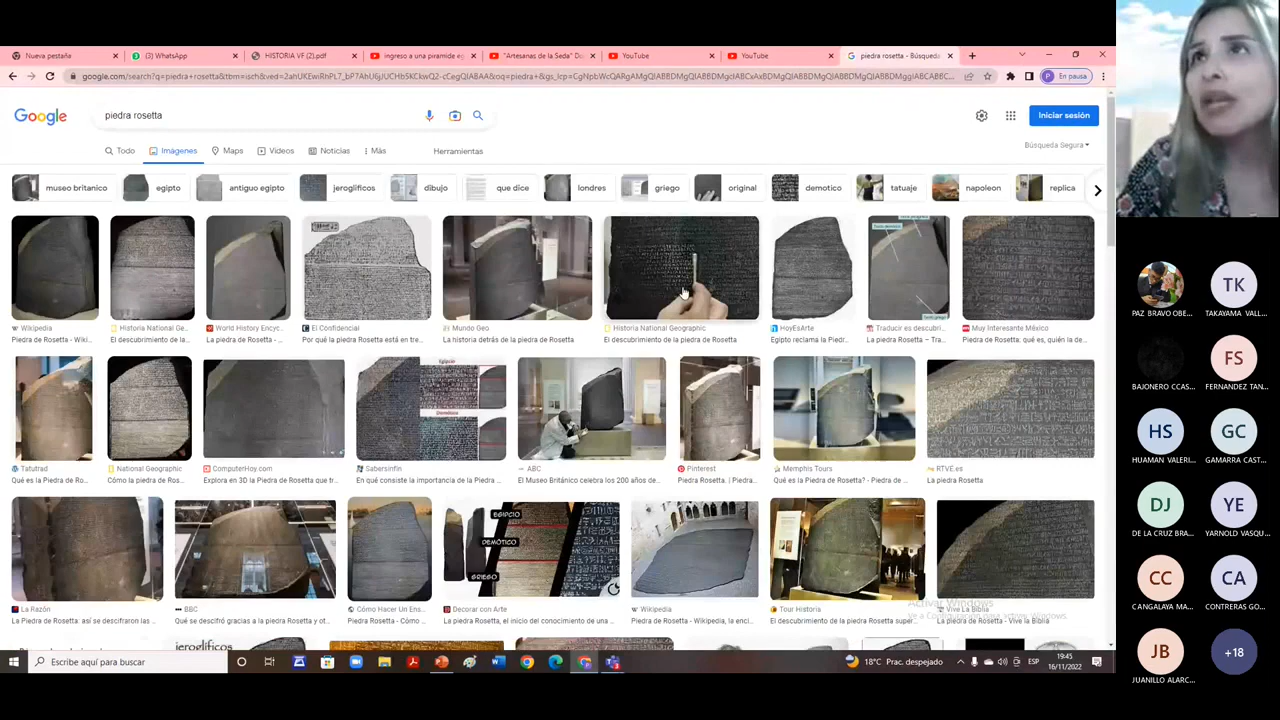 Nueva pestaña
(3) WhatsApp
HISTORIA VF (2).pdf
ingreso a una piramide eg
"Artesanas de la Seda" Do
YouTube
YouTube
piedra rosetta - Búsqueda
En pausa
Google
piedra rosetta
Iniciar sesión
Todo
Imágenes
Maps
Videos
Noticias
Más
Herramientas
Búsqueda Segura
museo britanico
egipto
antiguo egipto
jeroglíficos
dibujo
que dice
londres
griego
original
demotico
tatuaje
napoleon
replica
Wikipedia
Historia National Ge...
World History Encyc...
El Confidencial
Mundo Geo
Historia National Geographic
HoyEsArte
Traducir es descubri...
Muy Interesante México
Piedra de Rosetta - Wiki...
El descubrimiento de la...
La piedra de Rosetta - ...
Por qué la piedra Rosetta está en tre...
La historia detrás de la piedra de Rosetta
El descubrimiento de la piedra de Rosetta
Egipto reclama la Piedr...
La piedra Rosetta – Tra...
Piedra de Rosetta: qué es, quién la de...
Egipcio
Demótico
Tatutrad
National Geographic
ComputerHoy.com
Sabersinfin
ABC
Pinterest
Memphis Tours
RTVE.es
Qué es la Piedra de Ro...
Cómo la piedra de Ros...
Explora en 3D la Piedra de Rosetta que tr...
En qué consiste la importancia de la Piedra ...
El Museo Británico celebra los 200 años de...
Piedra Rosetta. | Piedra...
Qué es la Piedra de Rosetta? - Piedra de ...
La piedra Rosetta
EGIPCIO
DEMÓTICO
GRIEGO
La Razón
BBC
Cómo Hacer Un Ens...
Decorar con Arte
Wikipedia
Tour Historia
Vive La Biblia
La Piedra de Rosetta: así se descifraron las ...
Qué se descifró gracias a la piedra Rosetta y ot...
Piedra Rosetta - Cómo ...
La piedra Rosetta, el inicio del conocimiento de una ...
Piedra de Rosetta - Wikipedia, la enci...
El descubrimiento de la piedra Rosetta super...
La piedra de Rosetta - Vive la Biblia
Activar Windows
jeroglíficos
Escribe aquí para buscar
18°C Prac. despejado
ESP
19:45
16/11/2022
PAZ BRAVO OBE...
TK
TAKAYAMA VALL...
BAJONERO CCAS...
FS
FERNANDEZ TAN...
HS
HUAMAN VALERI...
GC
GAMARRA CAST...
DJ
DE LA CRUZ BRA...
YE
YARNOLD VASQU...
CC
CANGALAYA MA...
CA
CONTRERAS GO...
JB
JUANILLO ALARC...
+18